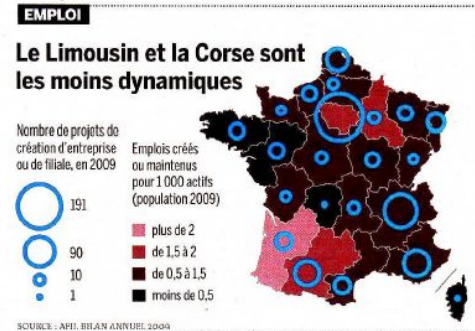 EMPLOI
Le Limousin et la Corse sont
les moins dynamiques
Nombre de projets de
création d'entreprise
ou de filiale, en 2009
191
90
10
1
Emplois créés
ou maintenus
pour 1 000 actifs
(population 2009)
plus de 2
de 1,5 à 2
de 0,5 à 1,5
moins de 0,5
SOURCE : AFII, BILAN ANNUEL 2009